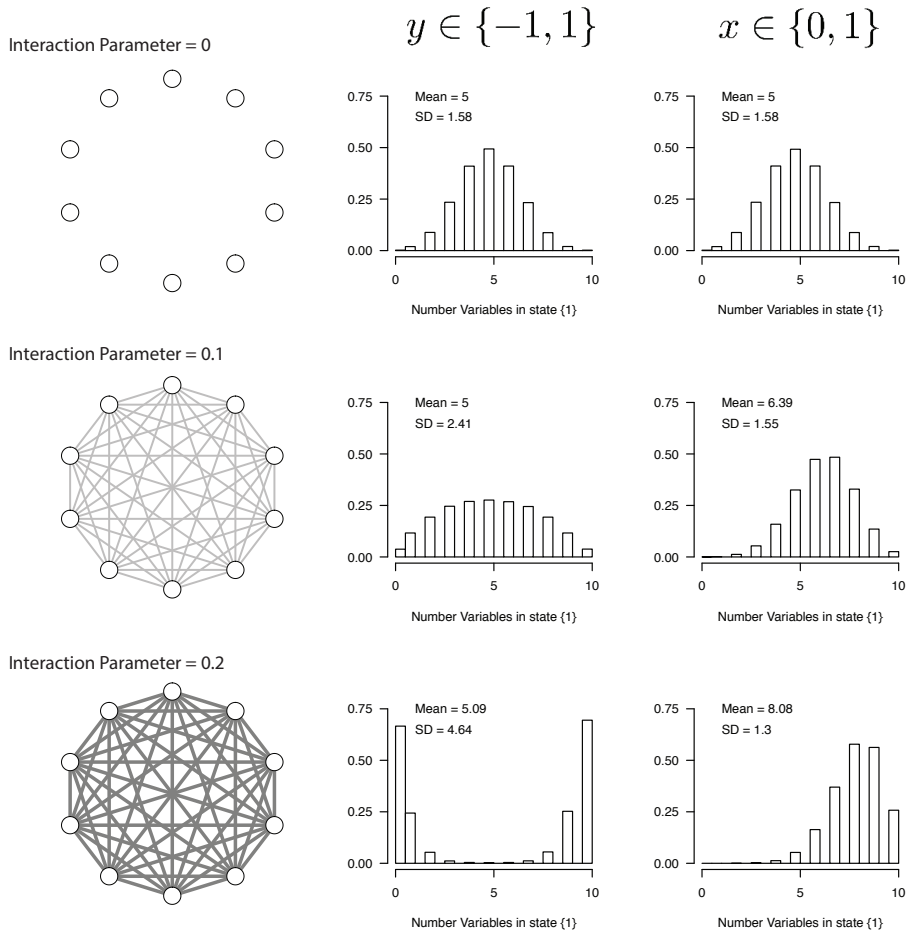 y ∈ {−1, 1}
x ∈ {0, 1}
Interaction Parameter = 0
0.75
0.50
0.25
0.00
Mean = 5
SD = 1.58
0 5 10
Number Variables in state {1}
0.75
0.50
0.25
0.00
Mean = 5
SD = 1.58
0 5 10
Number Variables in state {1}
Interaction Parameter = 0.1
0.75
0.50
0.25
0.00
Mean = 5
SD = 2.41
0 5 10
Number Variables in state {1}
0.75
0.50
0.25
0.00
Mean = 6.39
SD = 1.55
0 5 10
Number Variables in state {1}
Interaction Parameter = 0.2
0.75
0.50
0.25
0.00
Mean = 5.09
SD = 4.64
0 5 10
Number Variables in state {1}
0.75
0.50
0.25
0.00
Mean = 8.08
SD = 1.3
0 5 10
Number Variables in state {1}